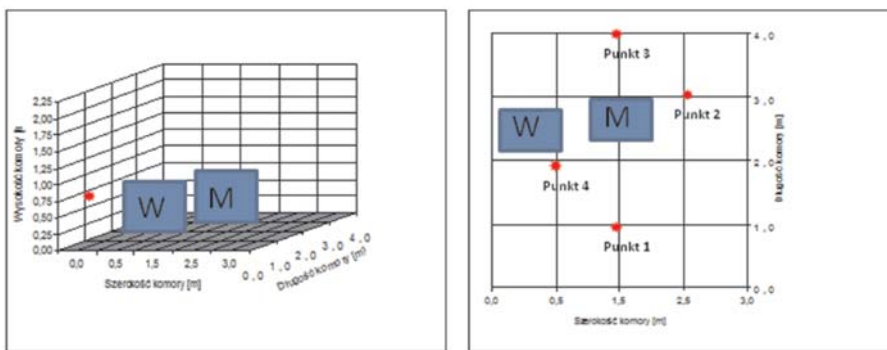 2,25
2,00
1,75
1,50
1,25
1,00
0,75
0,50
0,25
0,00
W
M
0,0 0,5 1,5 2,5 3,0
0,0 1,0 2,0 3,0 4,0
Szerokość komory [m]
Długość komory [m]
4,0
Punkt 3
3,0
Punkt 2
W
M
2,0
Punkt 4
1,0
Punkt 1
0,0
0,0 0,5 1,5 2,5 3,0
Szerokość komory [m]
Długość komory [m]